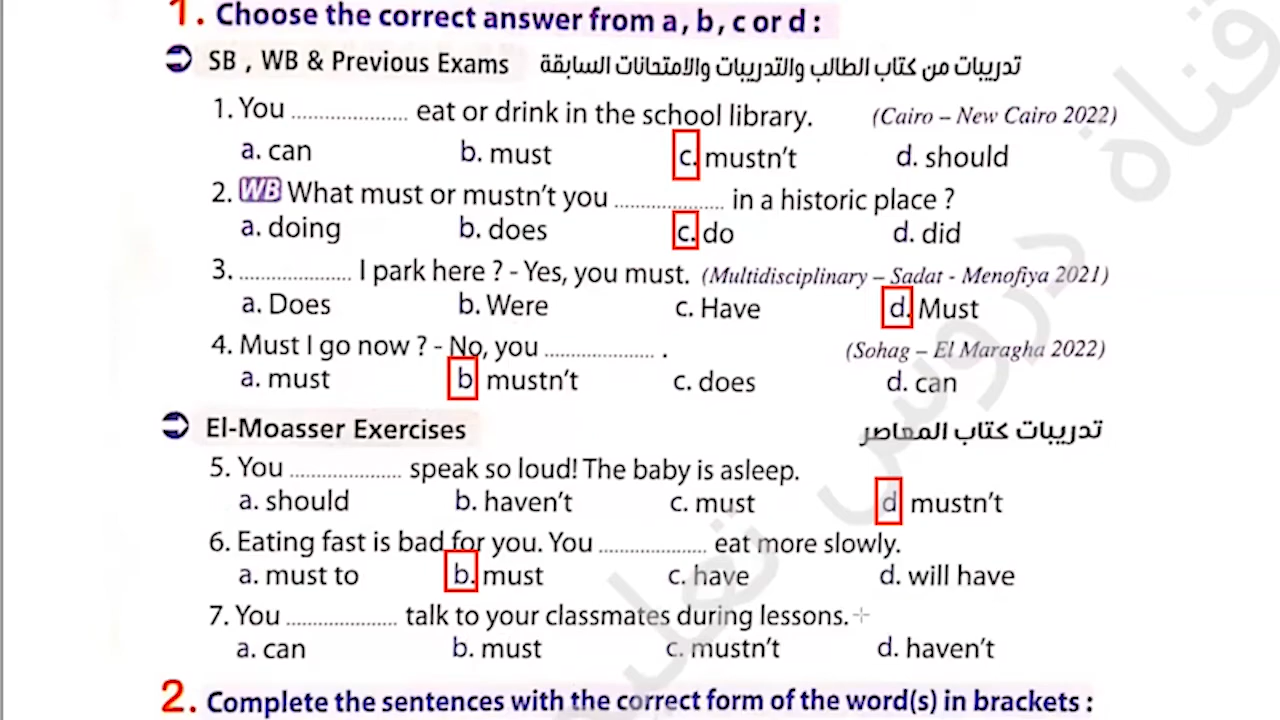 1. Choose the correct answer from a, b, c or d :
SB , WB & Previous Exams تدريبات من كتاب الطالب والتدريبات والامتحانات السابقة
1. You .................... eat or drink in the school library. (Cairo – New Cairo 2022)
a. can b. must c. mustn't d. should
2. WB What must or mustn't you .................... in a historic place ?
a. doing b. does c. do d. did
3. .................... I park here ? - Yes, you must. (Multidisciplinary – Sadat - Menofiya 2021)
a. Does b. Were c. Have d. Must
4. Must I go now ? - No, you .................... . (Sohag – El Maragha 2022)
a. must b mustn't c. does d. can
El-Moasser Exercises تدريبات كتاب المعاصر
5. You .................... speak so loud! The baby is asleep.
a. should b. haven't c. must d mustn't
6. Eating fast is bad for you. You .................... eat more slowly.
a. must to b. must c. have d. will have
7. You .................... talk to your classmates during lessons.
a. can b. must c. mustn't d. haven't
2. Complete the sentences with the correct form of the word(s) in brackets :
قناة دروس تعلم